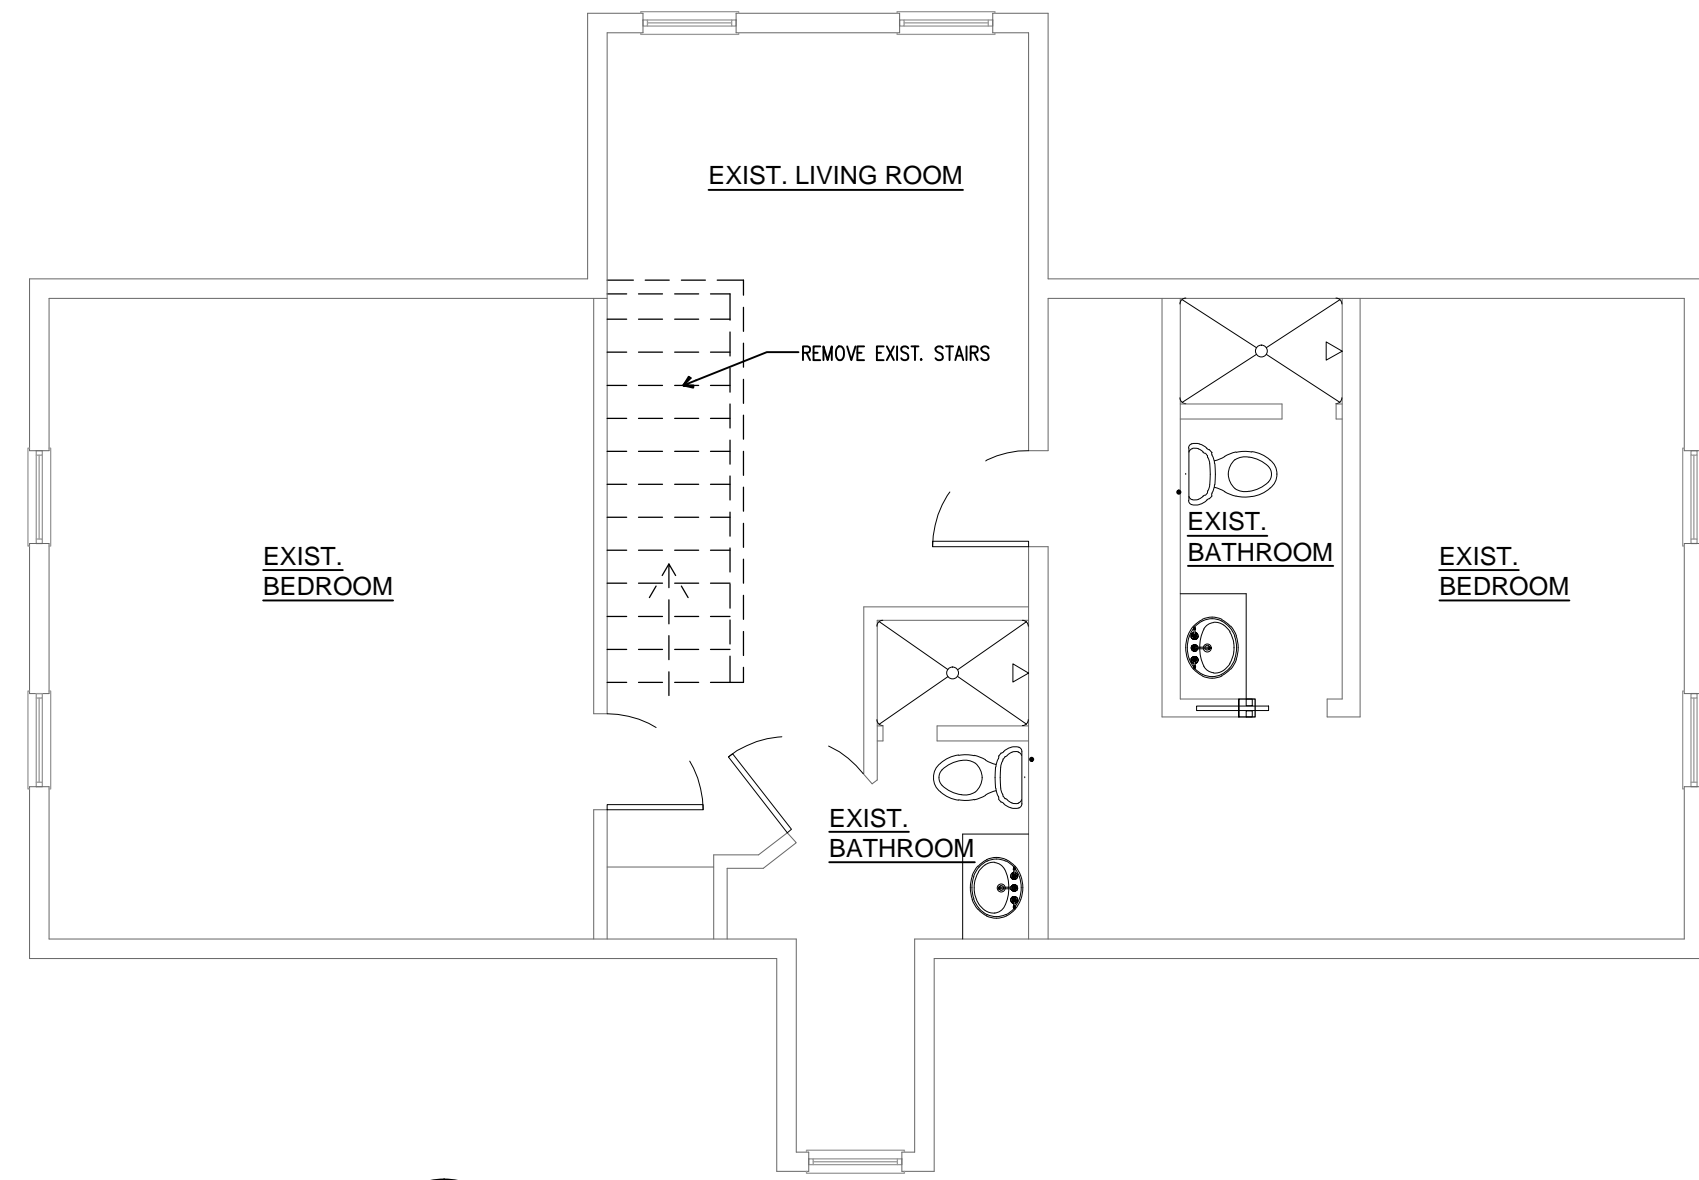 EXIST. LIVING ROOM
REMOVE EXIST. STAIRS
EXIST.
BEDROOM
EXIST.
BATHROOM
EXIST.
BEDROOM
EXIST.
BATHROOM